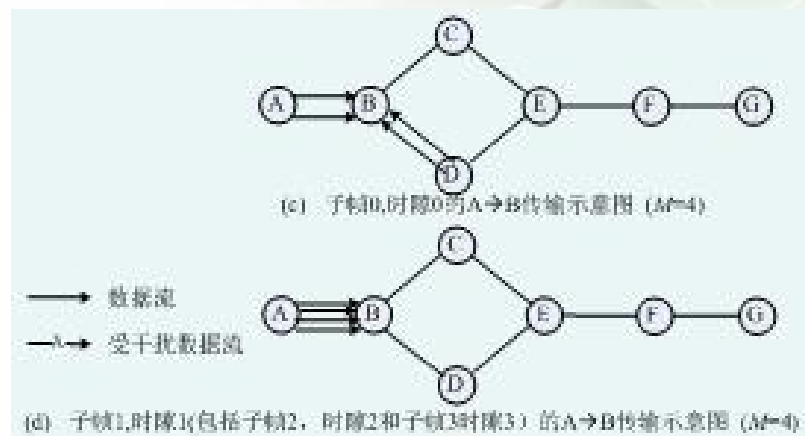 C
A
B
E
F
G
D
(c) 子帧0,时隙0的A→B传输示意图 (M=4)
C
数据流
A
B
E
F
G
受干扰数据流
D
(d) 子帧1,时隙1(包括子帧2，时隙2和子帧3时隙3）的A→B传输示意图 (M=4)